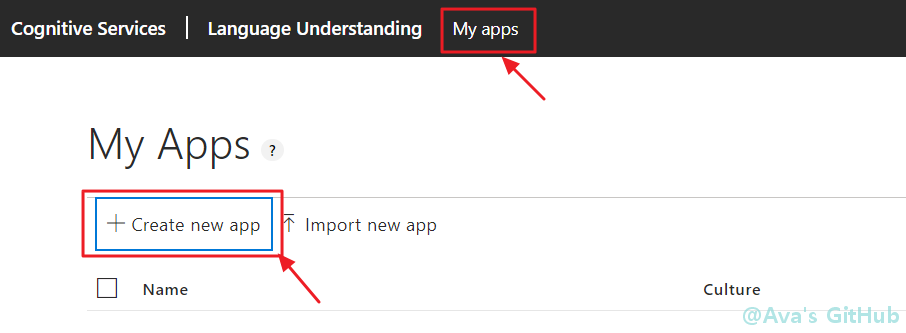 Cognitive Services | Language Understanding My apps
My Apps ?
+ Create new app Import new app
Name Culture
@Ava's GitHub